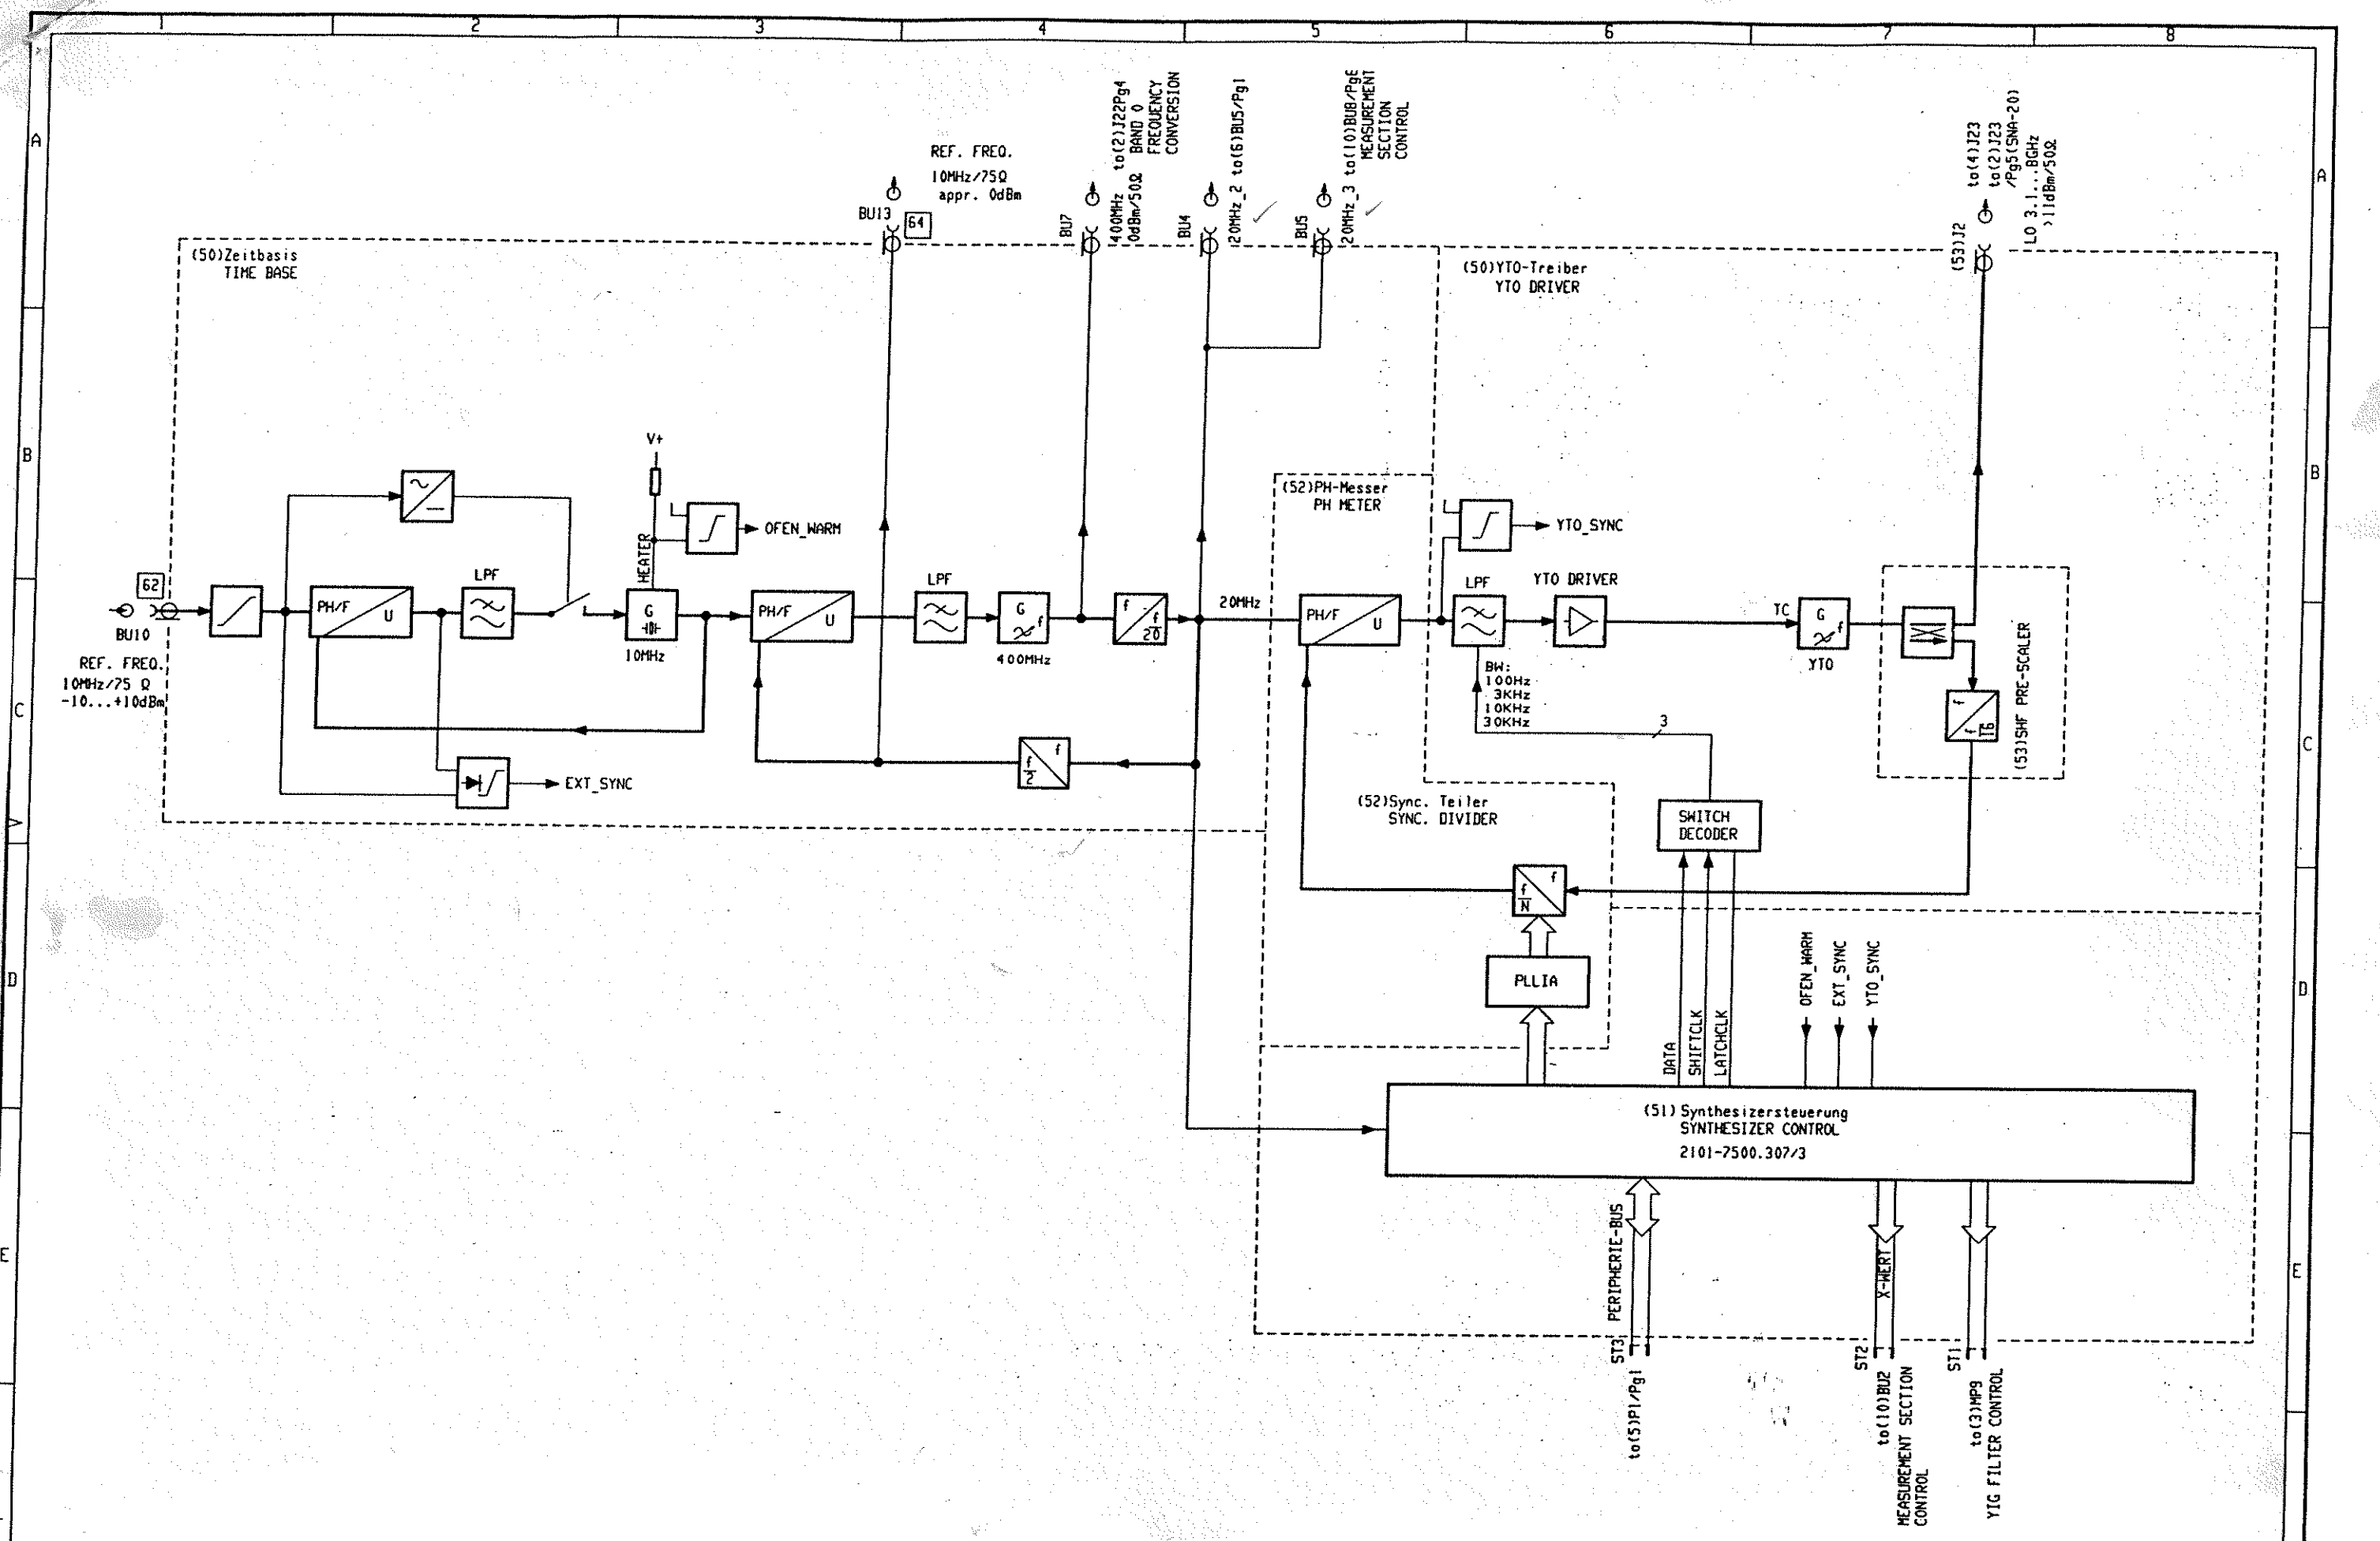 2
3
4
5
6
7
8
A
A
REF. FREQ.
10MHz/75Ω
appr. 0dBm
BU13
64
BU7
400MHz to(2)J22Pg4
0dBm/50Ω BAND 0
FREQUENCY
CONVERSION
BU4
20MHz_2 to(6)BU5/Pg1
BU5
20MHz_3 to(10)BU8/Pg6
MEASUREMENT
SECTION
CONTROL
(53)J2
to(4)J23
to(2)J23
/Pg5(SNA-20)
LO 3.1...8GHz
>11dBm/50Ω
(50)Zeitbasis
TIME BASE
(50)YTO-Treiber
YTO DRIVER
B
B
V+
HEATER
OFEN_WARM
(52)PH-Messer
PH METER
YTO_SYNC
62
BU10
REF. FREQ.
10MHz/75 Ω
-10...+10dBm
PH/F
U
LPF
G
10MHz
PH/F
U
LPF
G
f
400MHz
f
f
20
20MHz
PH/F
U
LPF
YTO DRIVER
TC
G
f
YTO
BW:
100Hz
3KHz
10KHz
30KHz
3
f
f
16
(53)SHF PRE-SCALER
C
C
f
f
2
EXT_SYNC
(52)Sync. Teiler
SYNC. DIVIDER
SWITCH
DECODER
f
f
N
D
D
PLLIA
DATA
SHIFTCLK
LATCHCLK
OFEN_WARM
EXT_SYNC
YTO_SYNC
(51)Synthesizersteuerung
SYNTHESIZER CONTROL
2101-7500.307/3
E
E
ST3 PERIPHERIE-BUS
to(5)P1/Pg1
X-WERT
ST2
to(10)BU2
MEASUREMENT SECTION
CONTROL
ST1
to(3)MP9
YIG FILTER CONTROL